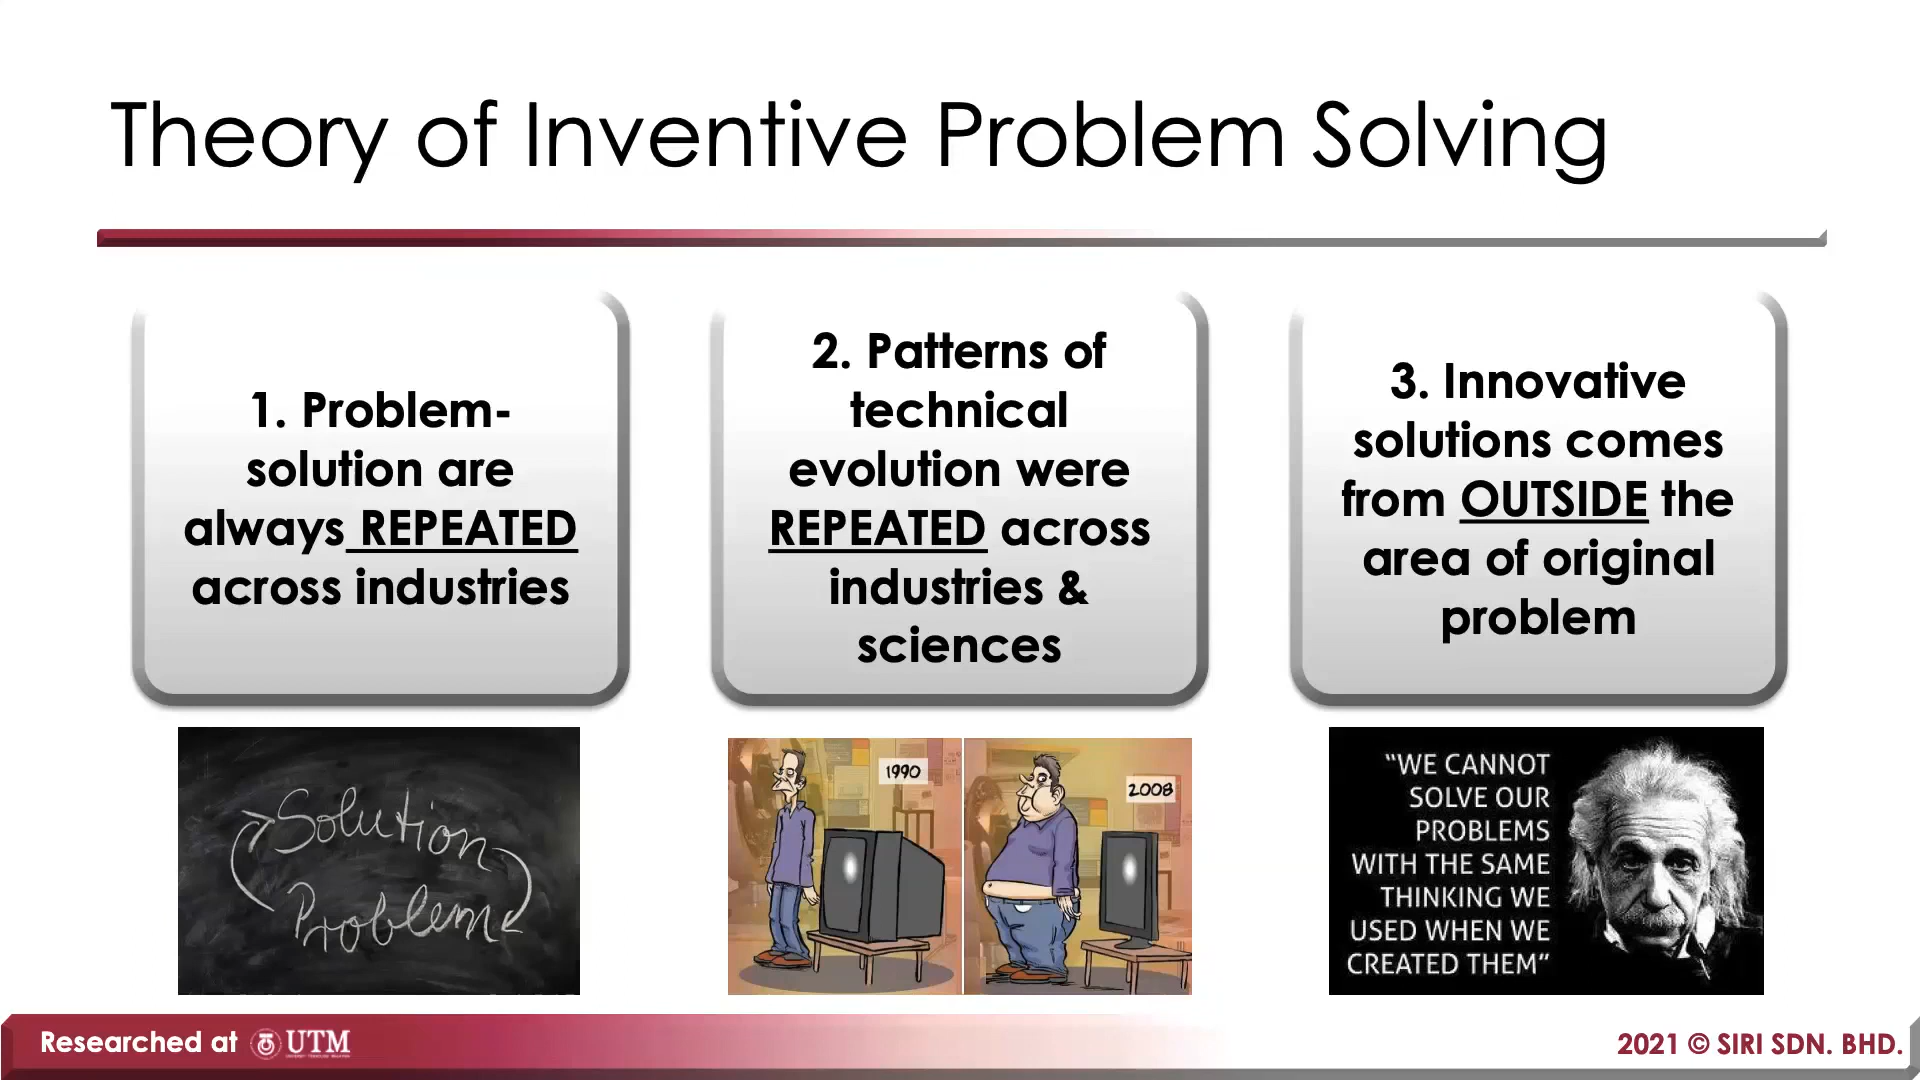 Theory of Inventive Problem Solving
1. Problem-
solution are
always REPEATED
across industries
2. Patterns of
technical
evolution were
REPEATED across
industries &
sciences
3. Innovative
solutions comes
from OUTSIDE the
area of original
problem
Solution
Problem
1990
2008
"WE CANNOT
SOLVE OUR
PROBLEMS
WITH THE SAME
THINKING WE
USED WHEN WE
CREATED THEM"
Researched at UTM
2021 © SIRI SDN. BHD.